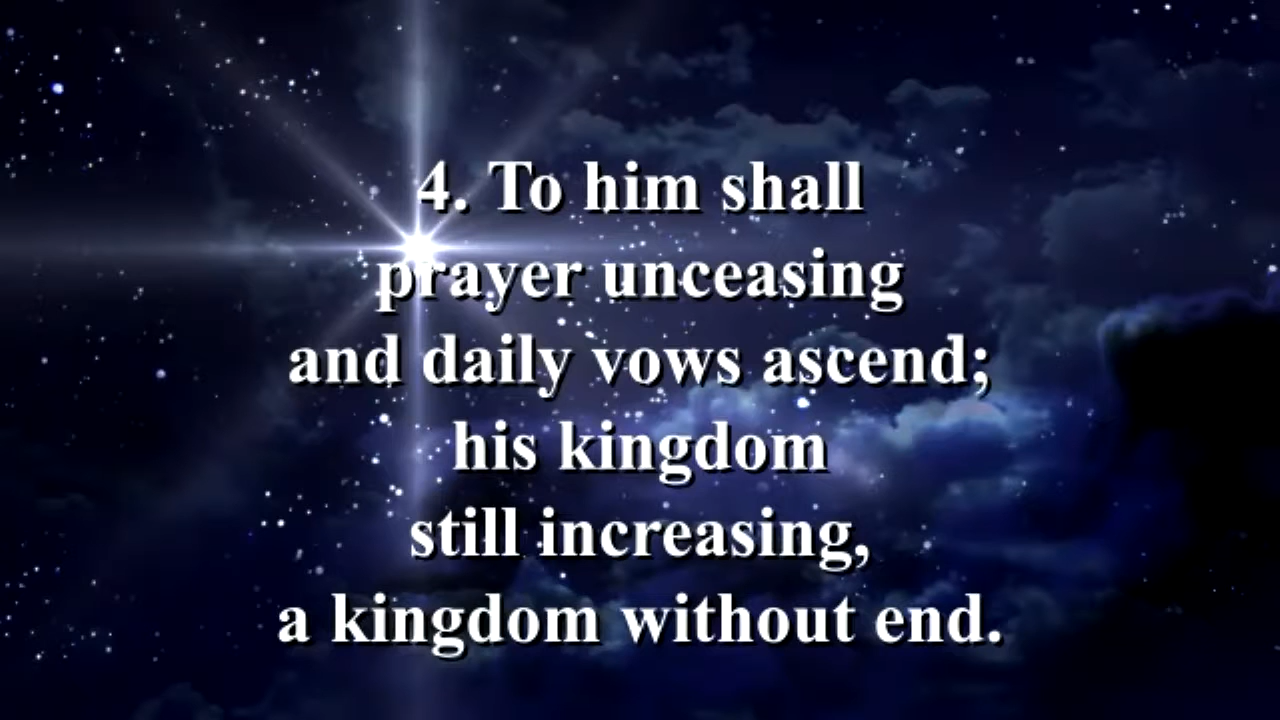 4. To him shall
prayer unceasing
and daily vows ascend;
his kingdom
still increasing,
a kingdom without end.